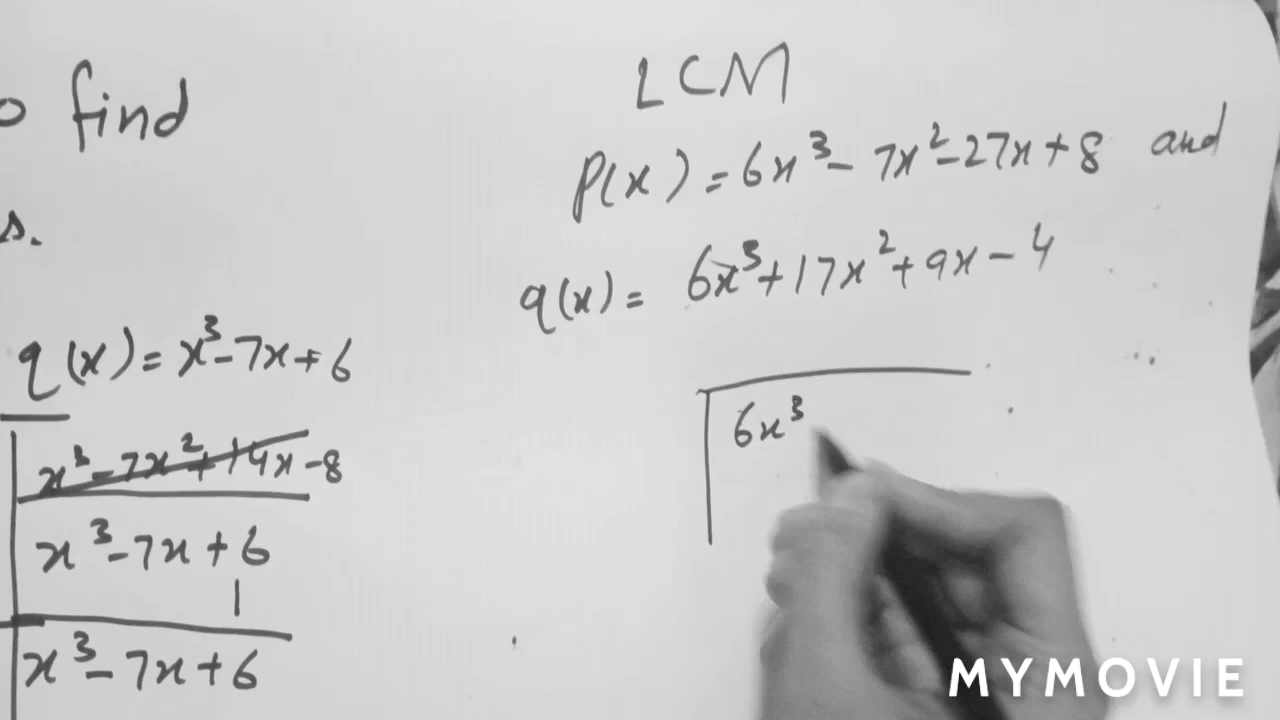 o find
s.
q(x) = x³-7x+6
x³-7x²+14x-8
x³-7x+6
1
x³-7x+6
LCM
P(x) = 6x³- 7x²-27x+8 and
q(x) = 6x³+17x²+9x-4
6x³
MYMOVIE